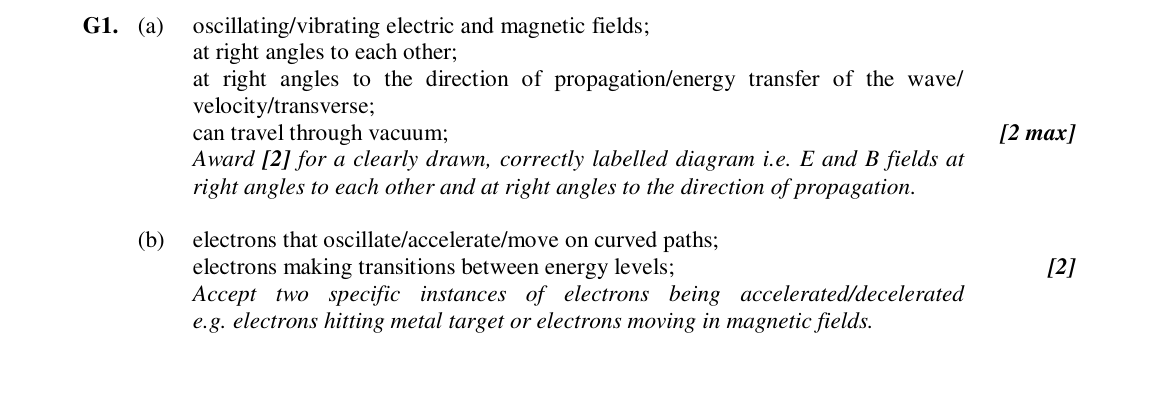 G1. (a) oscillating/vibrating electric and magnetic fields;
at right angles to each other;
at right angles to the direction of propagation/energy transfer of the wave/
velocity/transverse;
can travel through vacuum; [2 max]
Award [2] for a clearly drawn, correctly labelled diagram i.e. E and B fields at
right angles to each other and at right angles to the direction of propagation.
(b) electrons that oscillate/accelerate/move on curved paths;
electrons making transitions between energy levels; [2]
Accept two specific instances of electrons being accelerated/decelerated
e.g. electrons hitting metal target or electrons moving in magnetic fields.